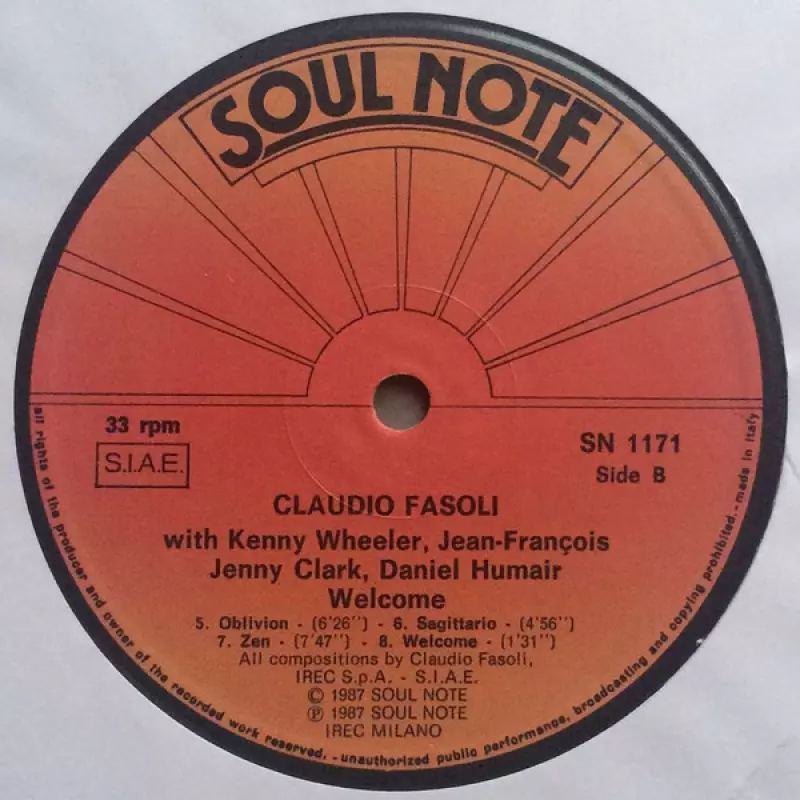 SOUL NOTE
33 rpm
S.I.A.E.
SN 1171
Side B
CLAUDIO FASOLI
with Kenny Wheeler, Jean-François
Jenny Clark, Daniel Humair
Welcome
5. Oblivion - (6'26'') - 6. Sagittario - (4'56'')
7. Zen - (7'47'') - 8. Welcome - (1'31'')
All compositions by Claudio Fasoli,
IREC S.p.A. - S.I.A.E.
© 1987 SOUL NOTE
℗ 1987 SOUL NOTE
IREC MILANO
all rights of the producer and owner of the recorded work reserved. - unauthorized public performance, broadcasting and copying prohibited. - made in Italy